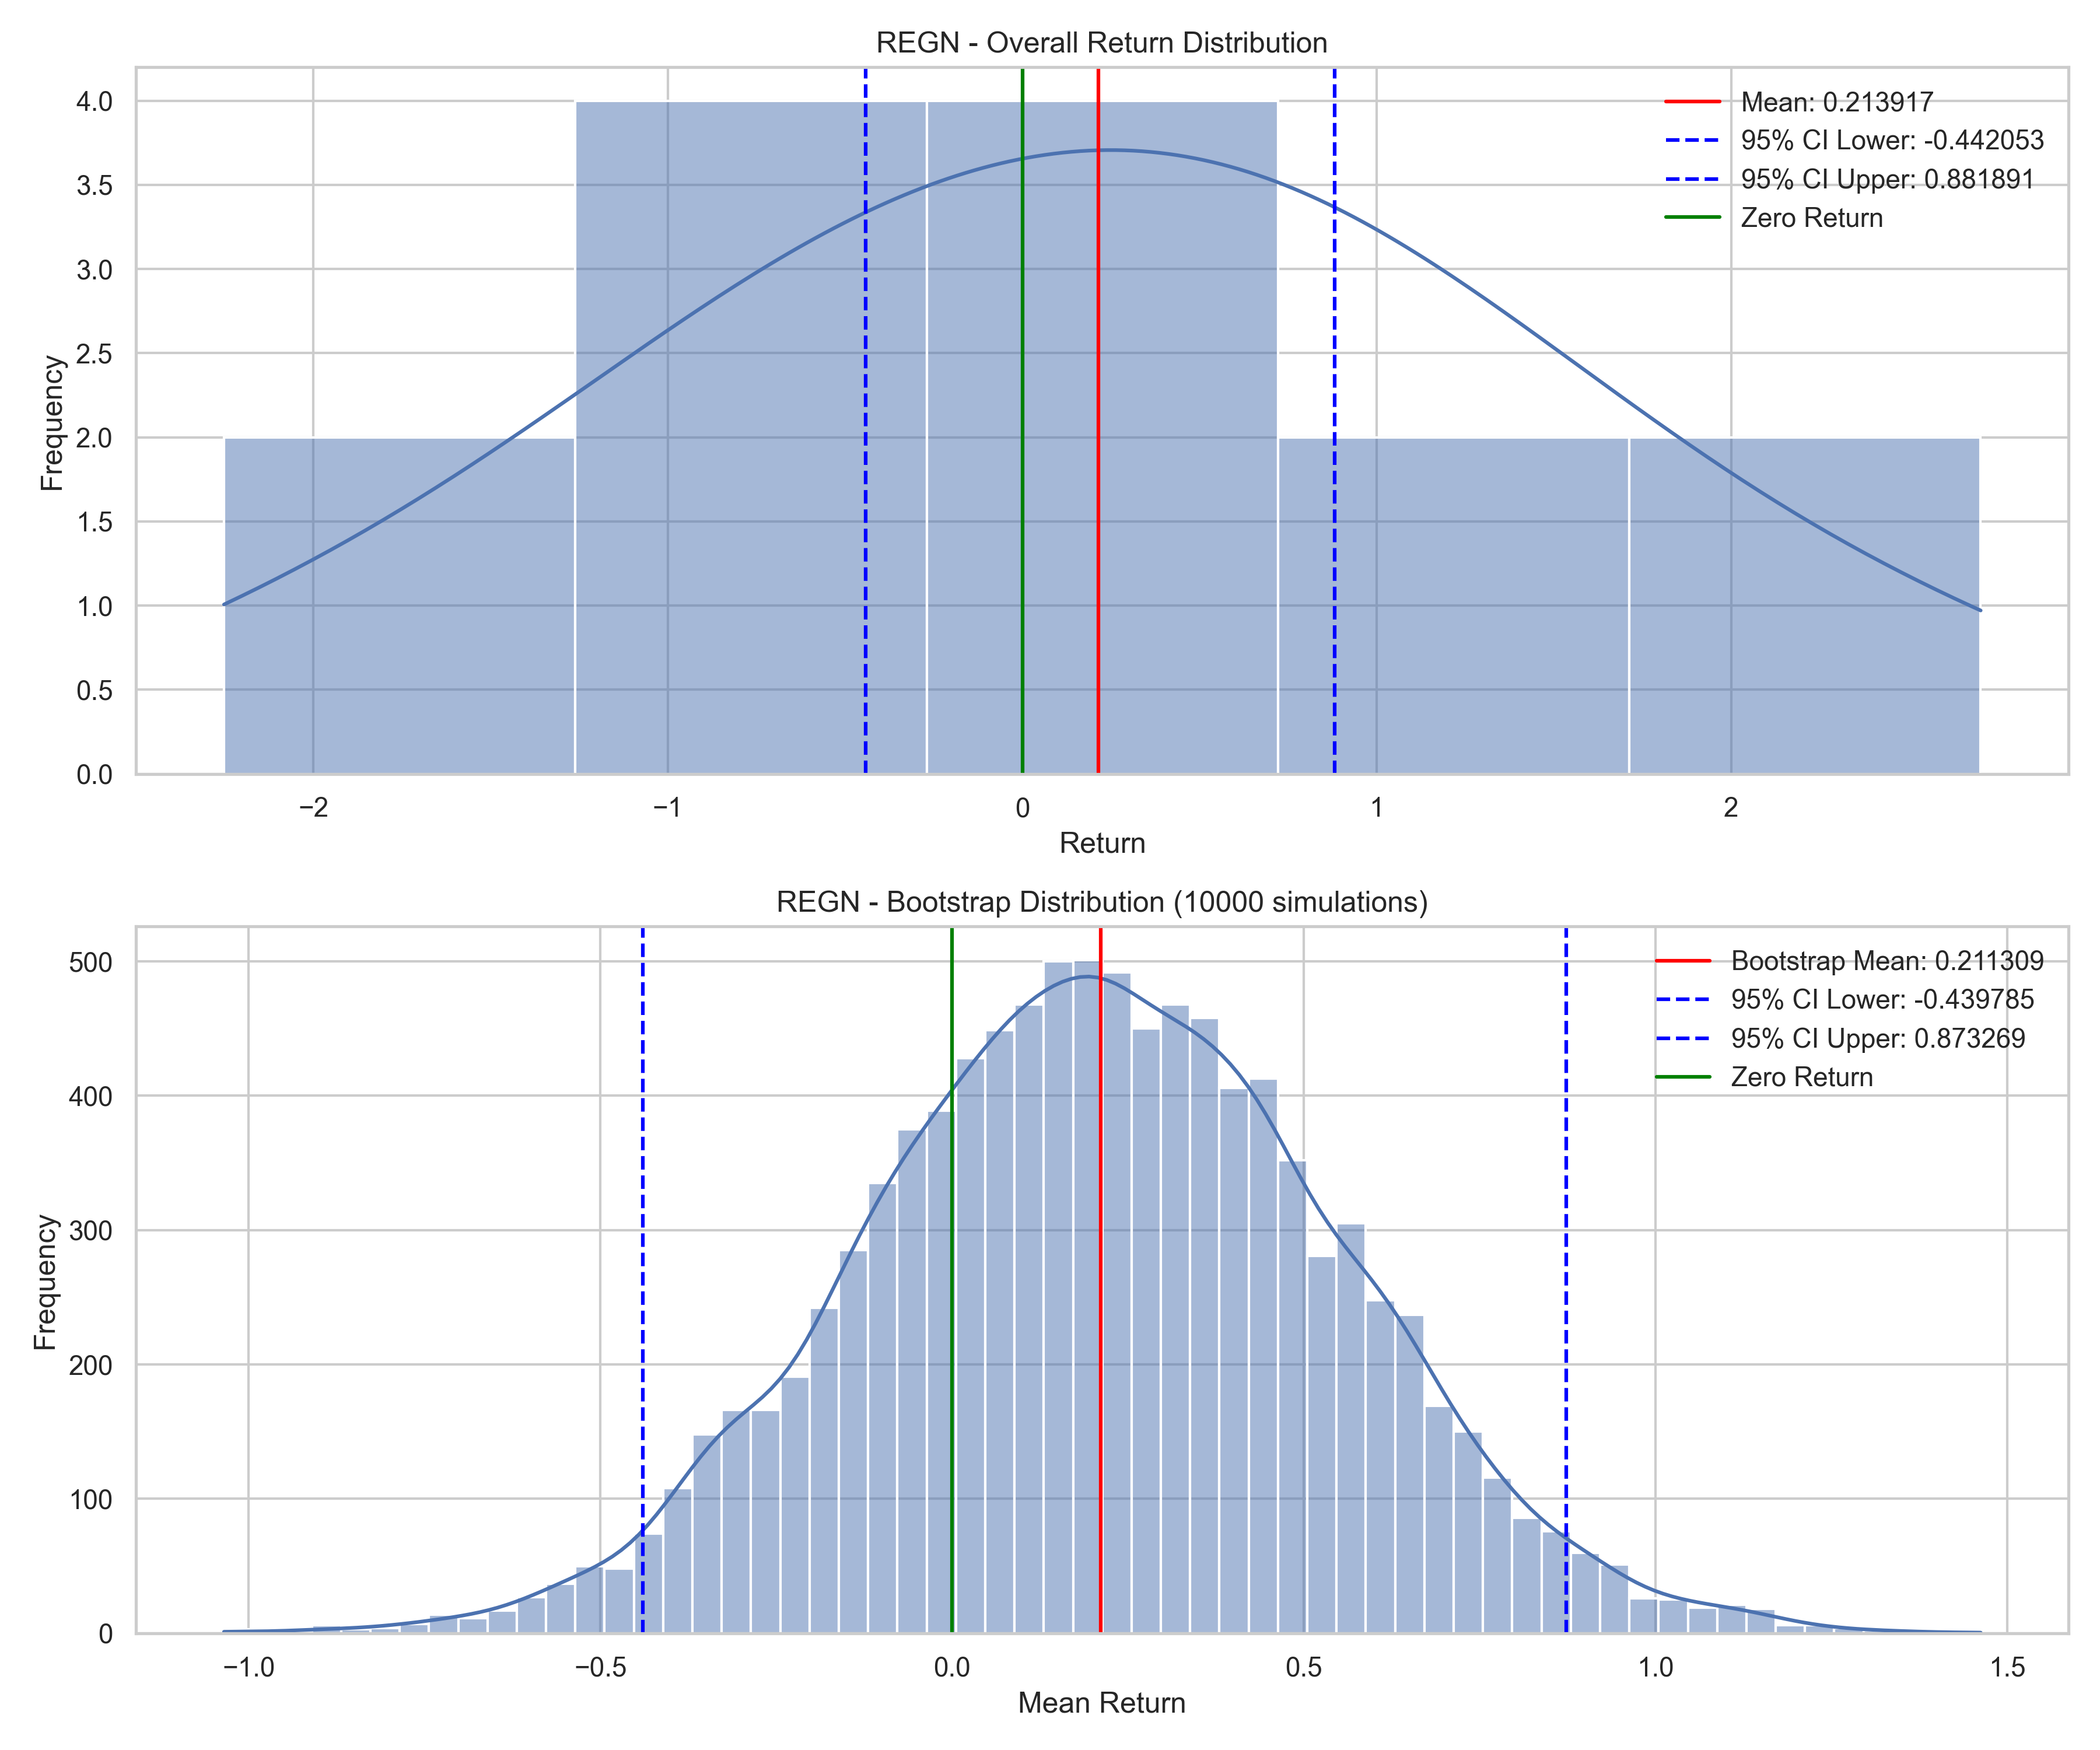 REGN - Overall Return Distribution
Mean: 0.213917
95% CI Lower: -0.442053
95% CI Upper: 0.881891
Zero Return
Frequency
4.0
3.5
3.0
2.5
2.0
1.5
1.0
0.5
0.0
−2
−1
0
1
2
Return
REGN - Bootstrap Distribution (10000 simulations)
Bootstrap Mean: 0.211309
95% CI Lower: -0.439785
95% CI Upper: 0.873269
Zero Return
Frequency
500
400
300
200
100
0
−1.0
−0.5
0.0
0.5
1.0
1.5
Mean Return